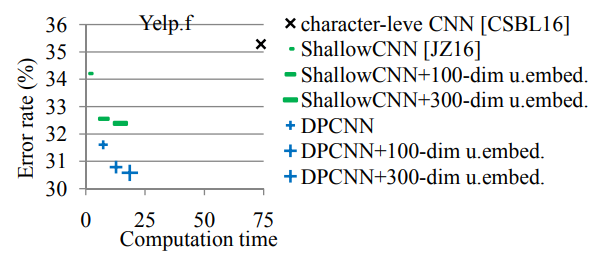 Yelp.f
Error rate (%)
36
35
34
33
32
31
30
0 25 50 75
Computation time
character-leve CNN [CSBL16]
ShallowCNN [JZ16]
ShallowCNN+100-dim u.embed.
ShallowCNN+300-dim u.embed.
DPCNN
DPCNN+100-dim u.embed.
DPCNN+300-dim u.embed.